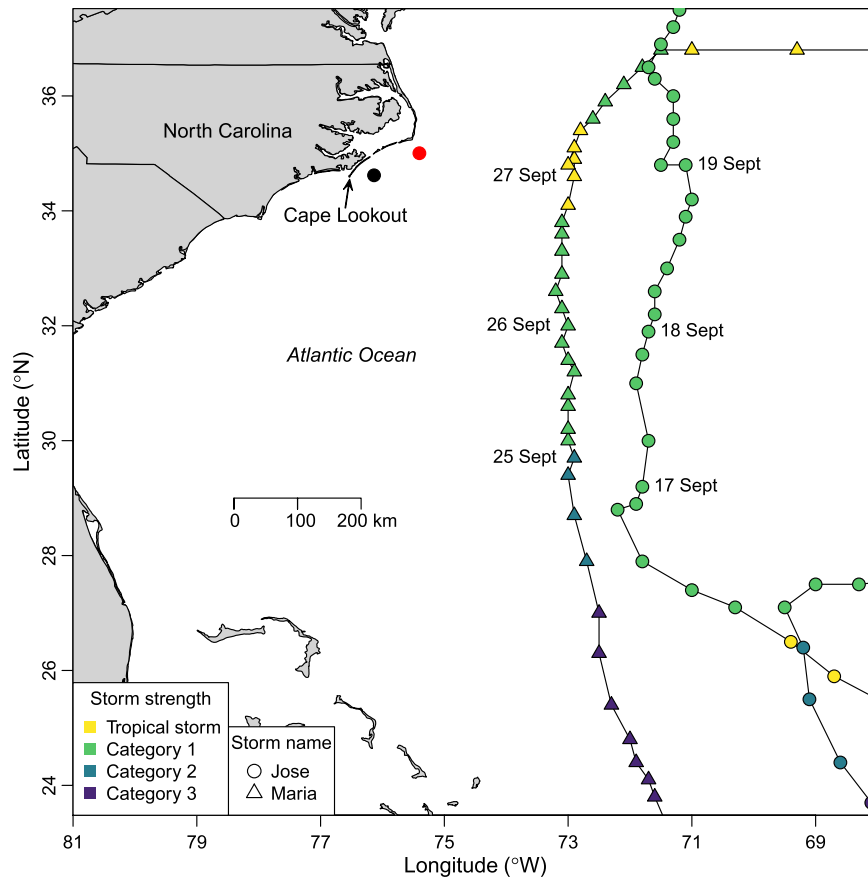 North Carolina
Cape Lookout
Atlantic Ocean
27 Sept
19 Sept
26 Sept
18 Sept
25 Sept
17 Sept
0 100 200 km
Storm strength
Tropical storm
Category 1
Category 2
Category 3
Storm name
Jose
Maria
Latitude (°N)
36
34
32
30
28
26
24
81 79 77 75 73 71 69
Longitude (°W)